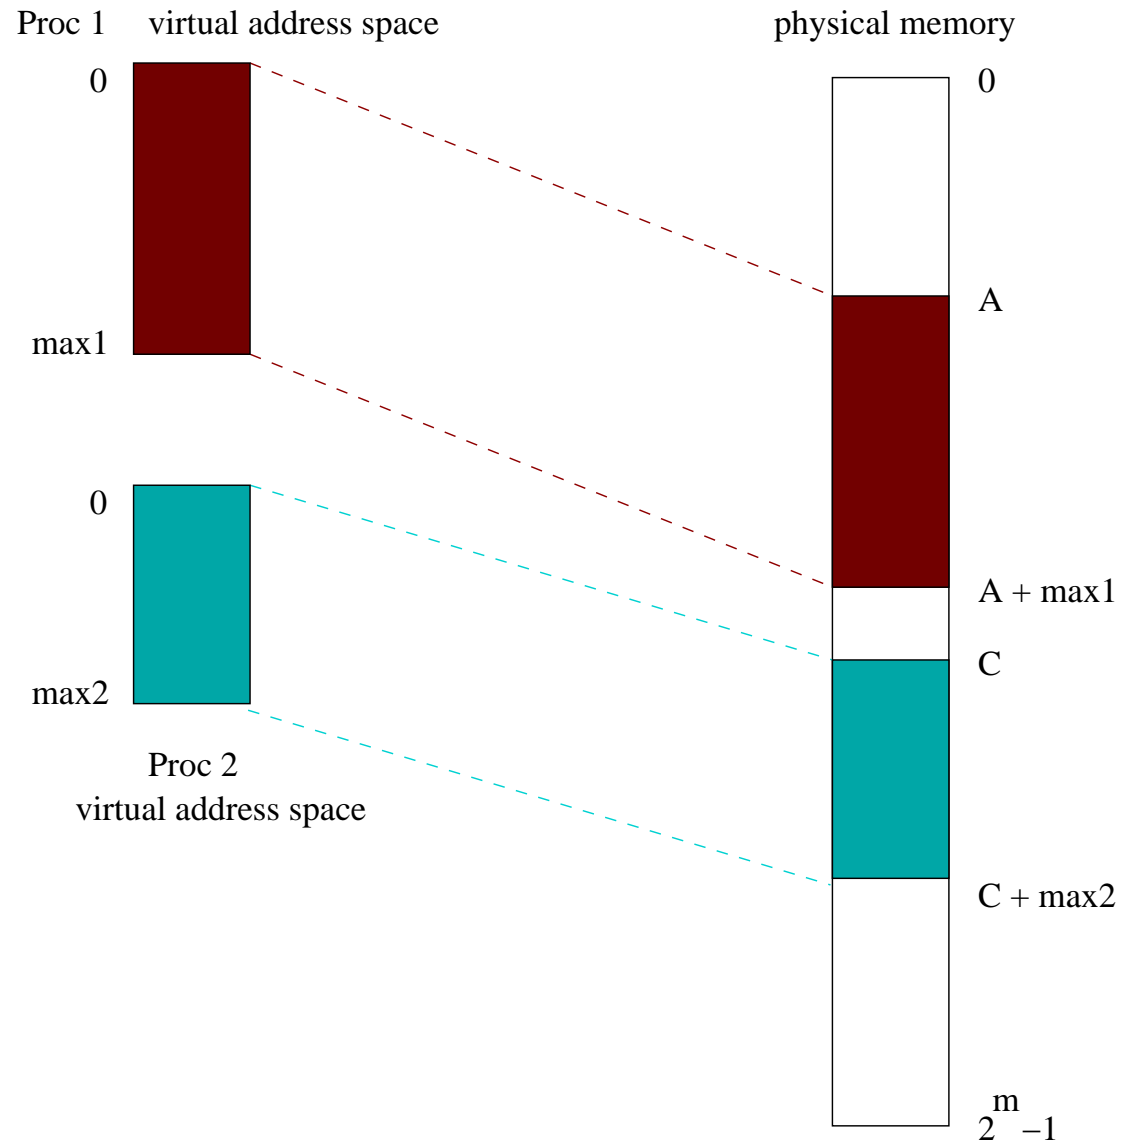 Proc 1 virtual address space
physical memory
0
0
A
max1
0
A + max1
C
max2
Proc 2
virtual address space
C + max2
2^m −1